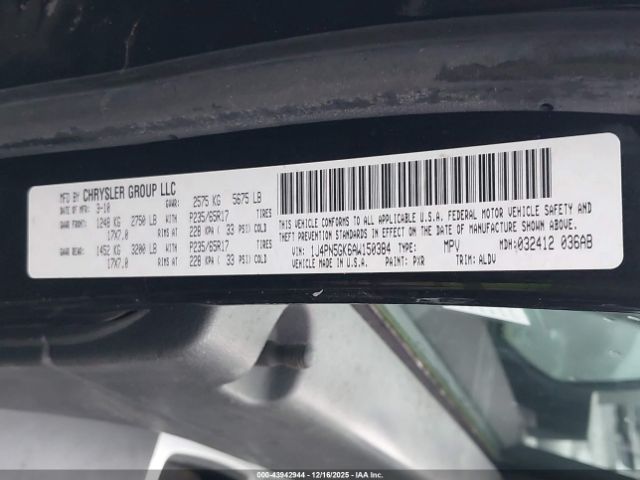 MFD BY CHRYSLER GROUP LLC GVWR: 2575 KG 5675 LB
DATE OF MFR: 3-10
GAWR FRONT: 1248 KG 2750 LB WITH P235/65R17 TIRES
17X7.0 RIMS AT 228 KPA ( 33 PSI) COLD
GAWR REAR: 1452 KG 3200 LB WITH P235/65R17 TIRES
17X7.0 RIMS AT 228 KPA ( 33 PSI) COLD
THIS VEHICLE CONFORMS TO ALL APPLICABLE U.S.A. FEDERAL MOTOR VEHICLE SAFETY AND
THEFT PREVENTION STANDARDS IN EFFECT ON THE DATE OF MANUFACTURE SHOWN ABOVE.
VIN: 1J4PN5GK6AW150384 TYPE: MPV MDH: 032412 036AB
VEHICLE MADE IN U.S.A. PAINT: PXR TRIM: ALDV
000-43942944 - 12/16/2025 - IAAI.com